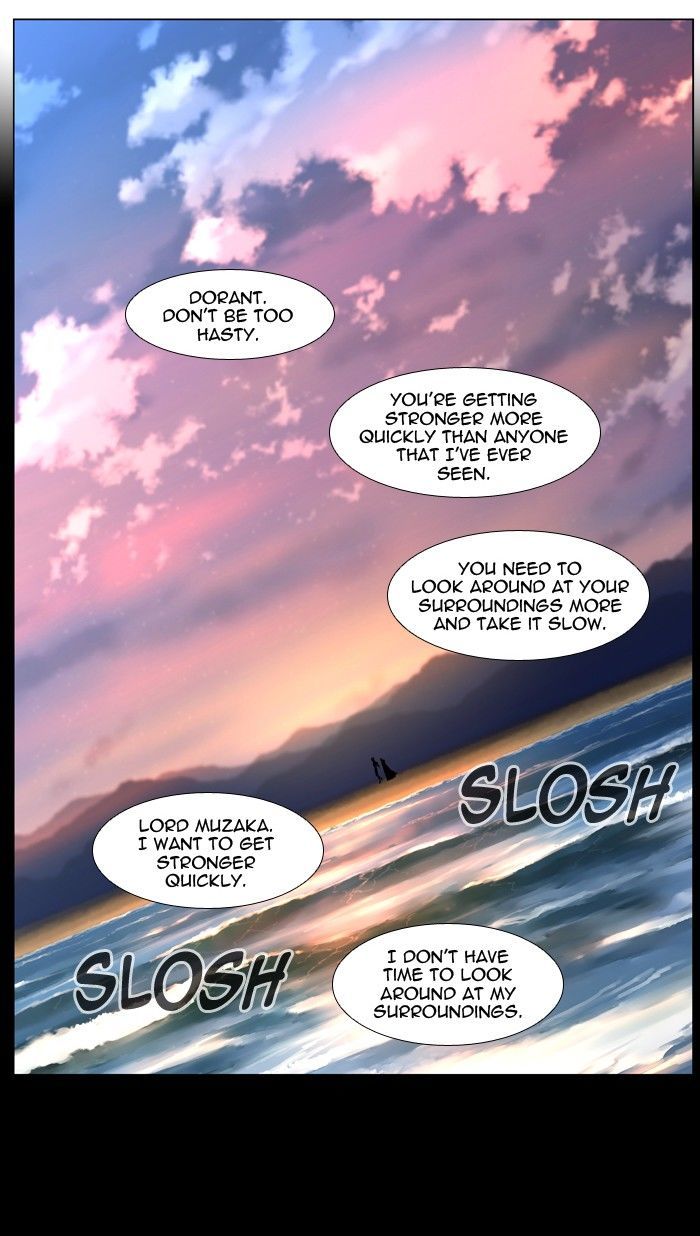 DORANT.
DON'T BE TOO
HASTY.
YOU'RE GETTING
STRONGER MORE
QUICKLY THAN ANYONE
THAT I'VE EVER
SEEN.
YOU NEED TO
LOOK AROUND AT YOUR
SURROUNDINGS MORE
AND TAKE IT SLOW.
SLOSH
LORD MUZAKA.
I WANT TO GET
STRONGER
QUICKLY.
SLOSH
I DON'T HAVE
TIME TO LOOK
AROUND AT MY
SURROUNDINGS.